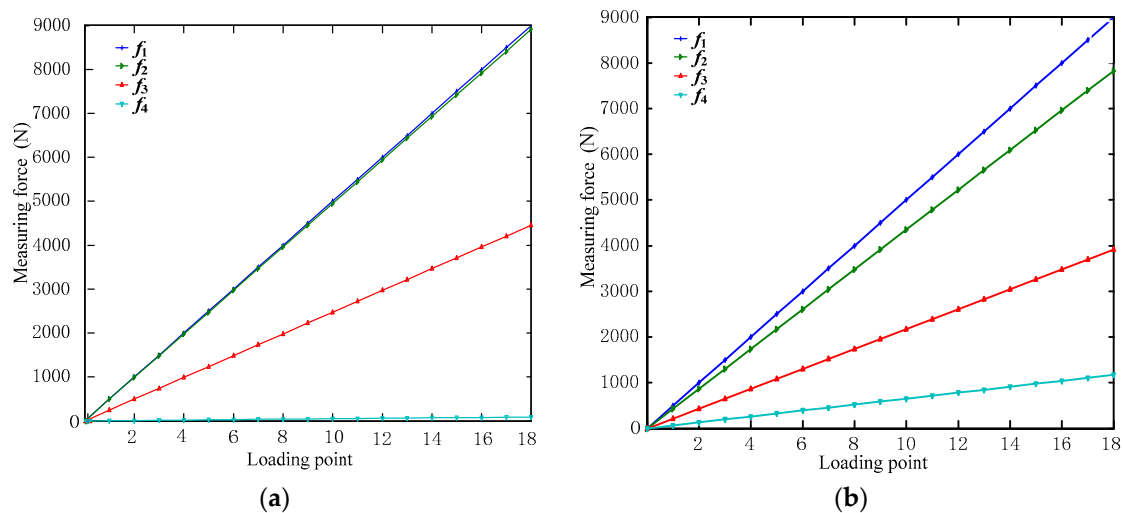 9000
8000
7000
6000
5000
4000
3000
2000
1000
0
Measuring force (N)
f1
f2
f3
f4
2 4 6 8 10 12 14 16 18
Loading point
(a)
9000
8000
7000
6000
5000
4000
3000
2000
1000
0
Measuring force (N)
f1
f2
f3
f4
2 4 6 8 10 12 14 16 18
Loading point
(b)